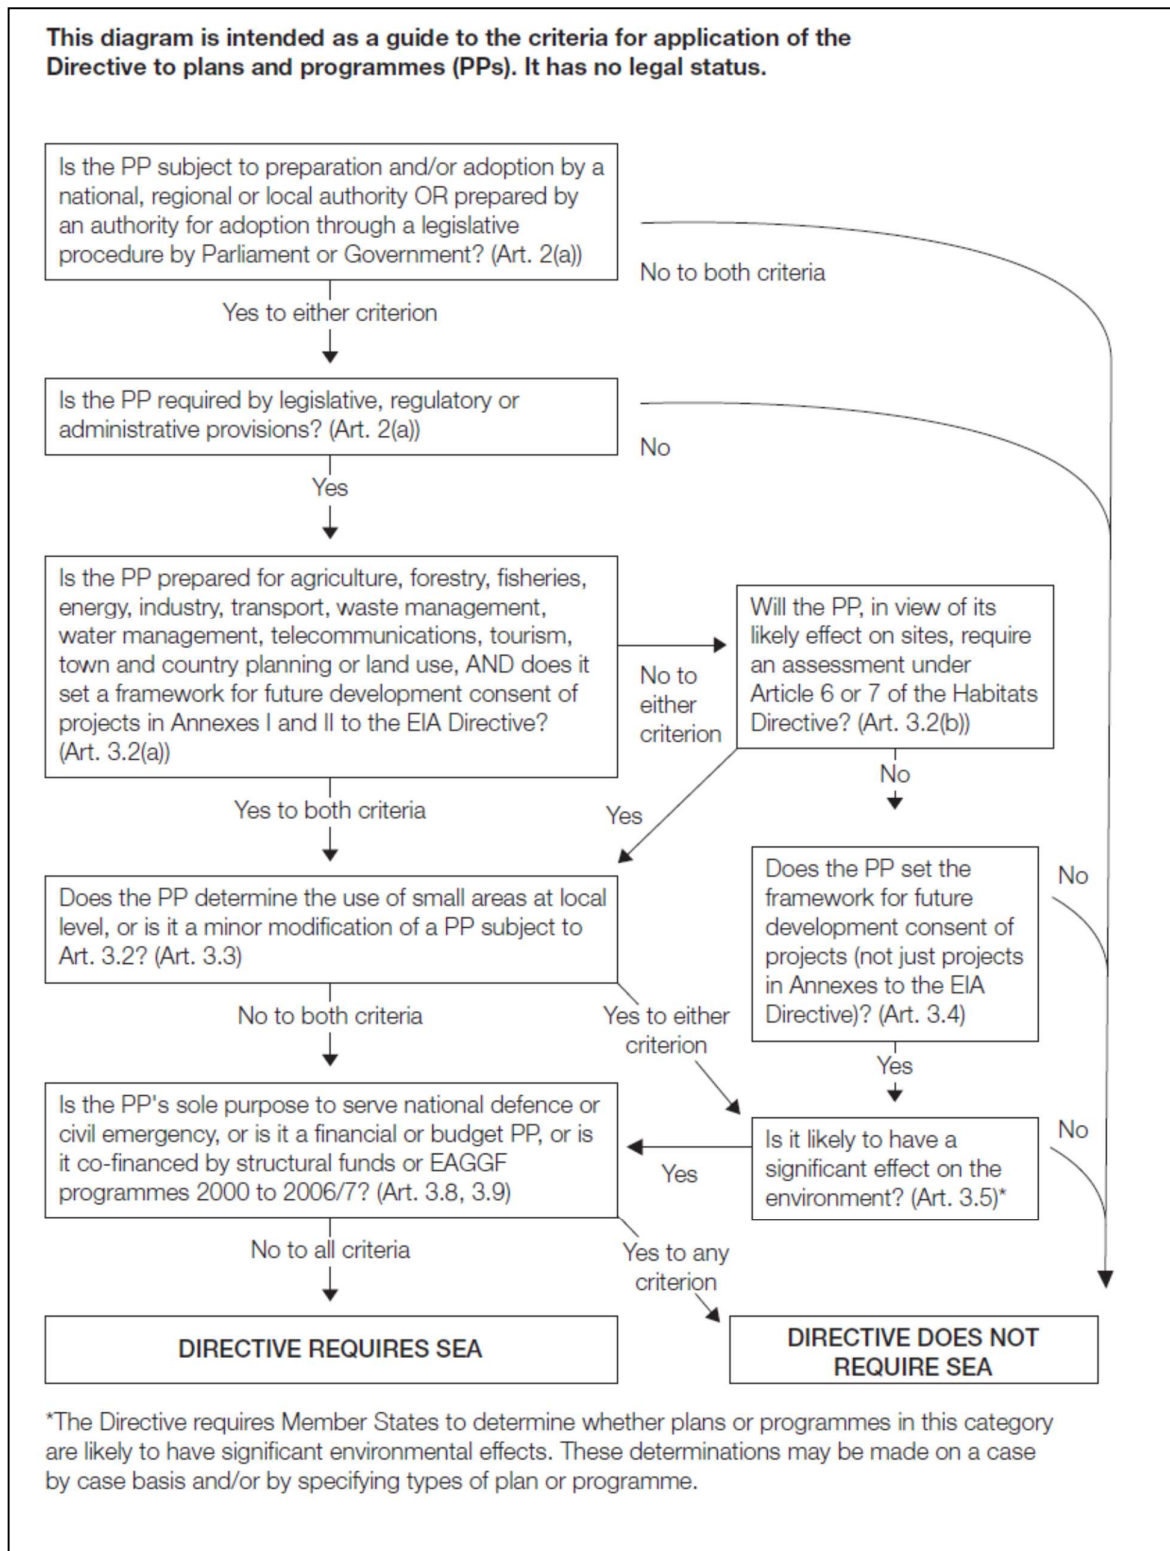 This diagram is intended as a guide to the criteria for application of the
Directive to plans and programmes (PPs). It has no legal status.
Is the PP subject to preparation and/or adoption by a
national, regional or local authority OR prepared by
an authority for adoption through a legislative
procedure by Parliament or Government? (Art. 2(a))
No to both criteria
Yes to either criterion
Is the PP required by legislative, regulatory or
administrative provisions? (Art. 2(a))
No
Yes
Is the PP prepared for agriculture, forestry, fisheries,
energy, industry, transport, waste management,
water management, telecommunications, tourism,
town and country planning or land use, AND does it
set a framework for future development consent of
projects in Annexes I and II to the EIA Directive?
(Art. 3.2(a))
No to
either
criterion
Will the PP, in view of its
likely effect on sites, require
an assessment under
Article 6 or 7 of the Habitats
Directive? (Art. 3.2(b))
Yes to both criteria
Yes
No
Does the PP determine the use of small areas at local
level, or is it a minor modification of a PP subject to
Art. 3.2? (Art. 3.3)
Does the PP set the
framework for future
development consent of
projects (not just projects
in Annexes to the EIA
Directive)? (Art. 3.4)
No
No to both criteria
Yes to either
criterion
Yes
Is the PP's sole purpose to serve national defence or
civil emergency, or is it a financial or budget PP, or is
it co-financed by structural funds or EAGGF
programmes 2000 to 2006/7? (Art. 3.8, 3.9)
Yes
Is it likely to have a
significant effect on the
environment? (Art. 3.5)*
No
No to all criteria
Yes to any
criterion
DIRECTIVE REQUIRES SEA
DIRECTIVE DOES NOT
REQUIRE SEA
*The Directive requires Member States to determine whether plans or programmes in this category
are likely to have significant environmental effects. These determinations may be made on a case
by case basis and/or by specifying types of plan or programme.